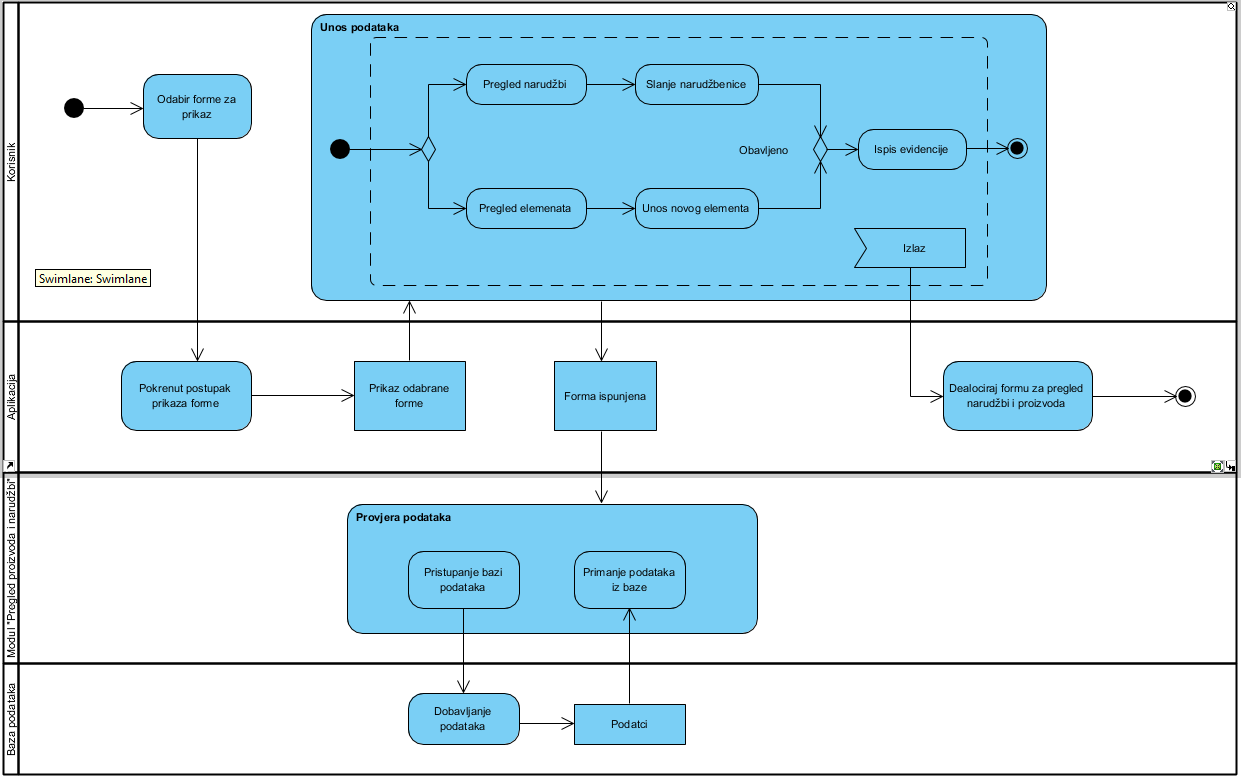 Korisnik
Odabir forme za
prikaz
Unos podataka
Pregled narudžbi
Slanje narudžbenice
Obavljeno
Ispis evidencije
Pregled elemenata
Unos novog elementa
Izlaz
Swimlane: Swimlane
Aplikacija
Pokrenut postupak
prikaza forme
Prikaz odabrane
forme
Forma ispunjena
Dealociraj formu za pregled
narudžbi i proizvoda
Modul "Pregled proizvoda i narudžbi"
Provjera podataka
Pristupanje bazi
podataka
Primanje podataka
iz baze
Baza podataka
Dobavljanje
podataka
Podatci